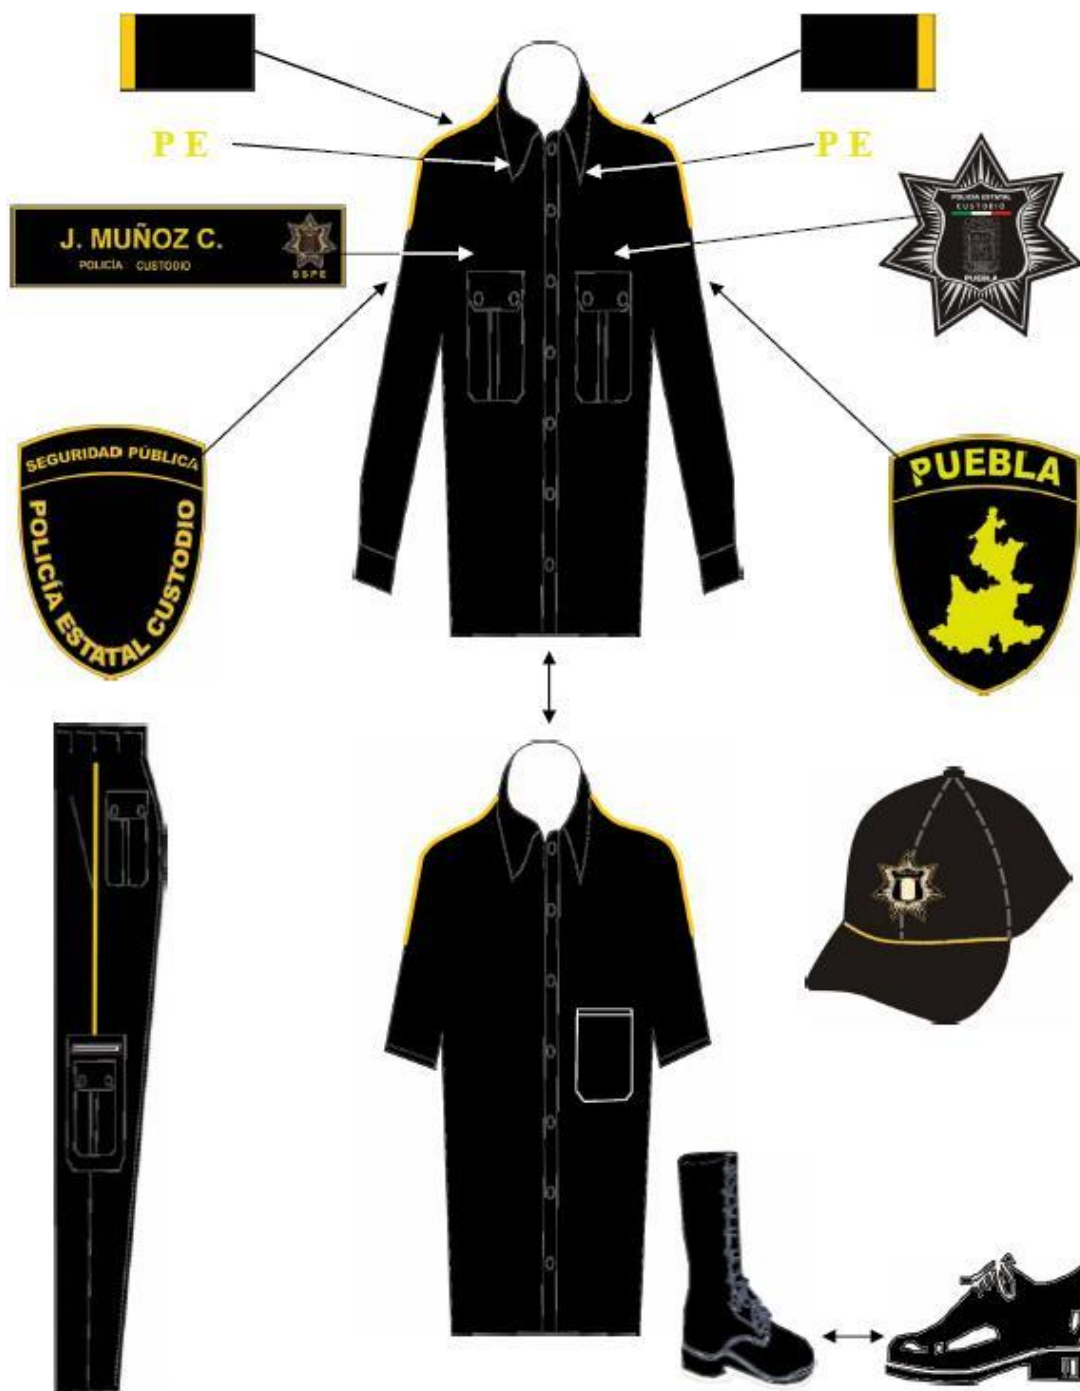 P E
P E
J. MUÑOZ C.
POLICÍA CUSTODIO
SSPE
POLICIA ESTATAL
CUSTODIO
PUEBLA
SEGURIDAD PÚBLICA
POLICÍA ESTATAL CUSTODIO
PUEBLA